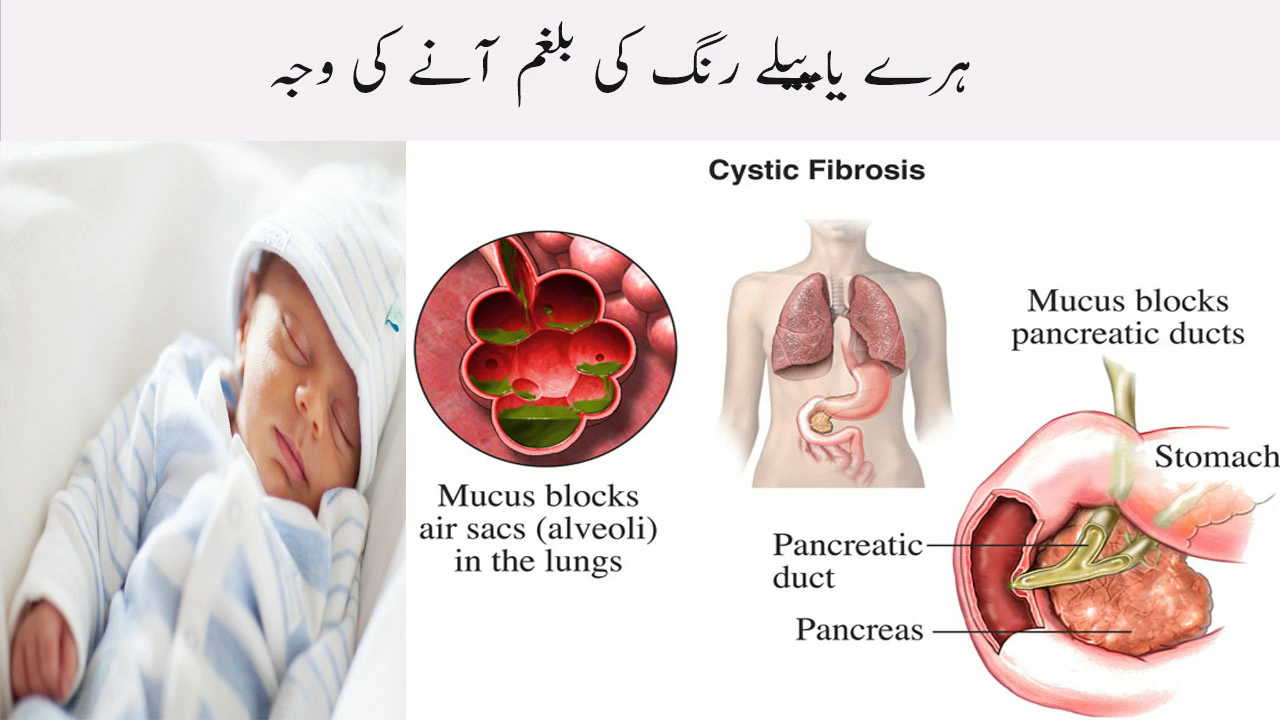 ہرے یا پیلے رنگ کی بلغم آنے کی وجہ
Cystic Fibrosis
Mucus blocks
air sacs (alveoli)
in the lungs
Mucus blocks
pancreatic ducts
Stomach
Pancreatic
duct
Pancreas